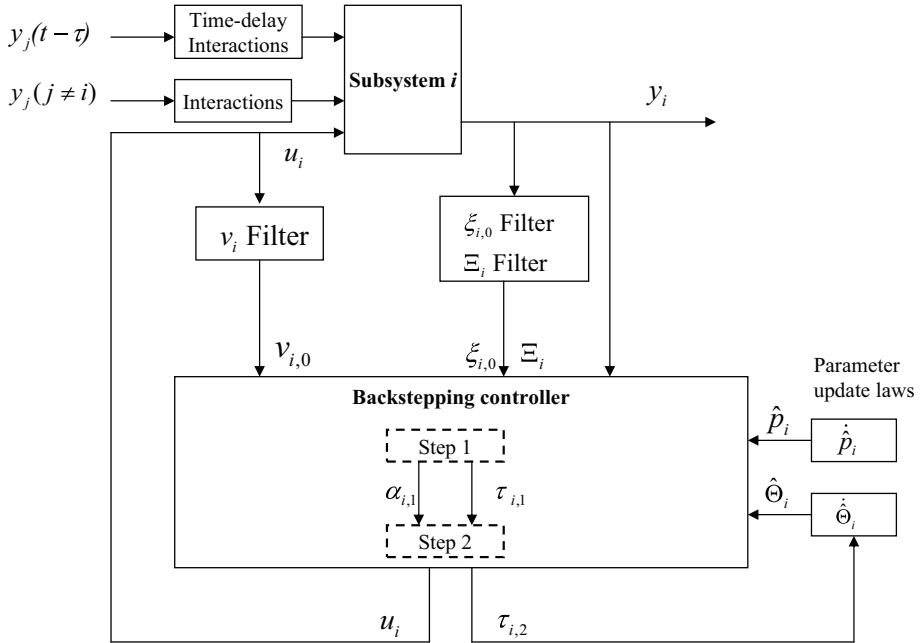 y_j(t − τ)
Time-delay
Interactions
Subsystem i
y_j(j ≠ i)
Interactions
y_i
u_i
v_i Filter
ξ_{i,0} Filter
Ξ_i Filter
v_{i,0}
ξ_{i,0} Ξ_i
Parameter
update laws
Backstepping controller
p̂_i
\dot{p̂}_i
Step 1
α_{i,1} τ_{i,1}
Θ̂_i
\dot{Θ̂}_i
Step 2
u_i
τ_{i,2}